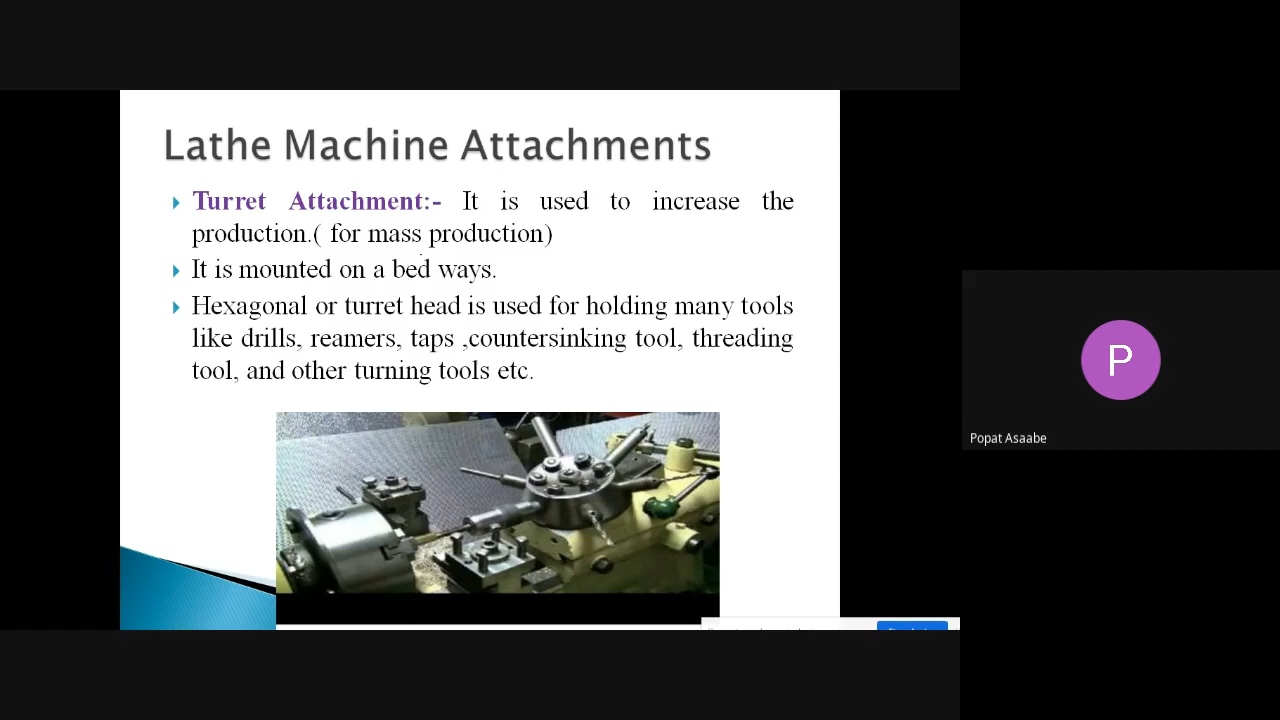 Lathe Machine Attachments
Turret Attachment:- It is used to increase the
production.( for mass production)
It is mounted on a bed ways.
Hexagonal or turret head is used for holding many tools
like drills, reamers, taps ,countersinking tool, threading
tool, and other turning tools etc.
P
Popat Asaabe